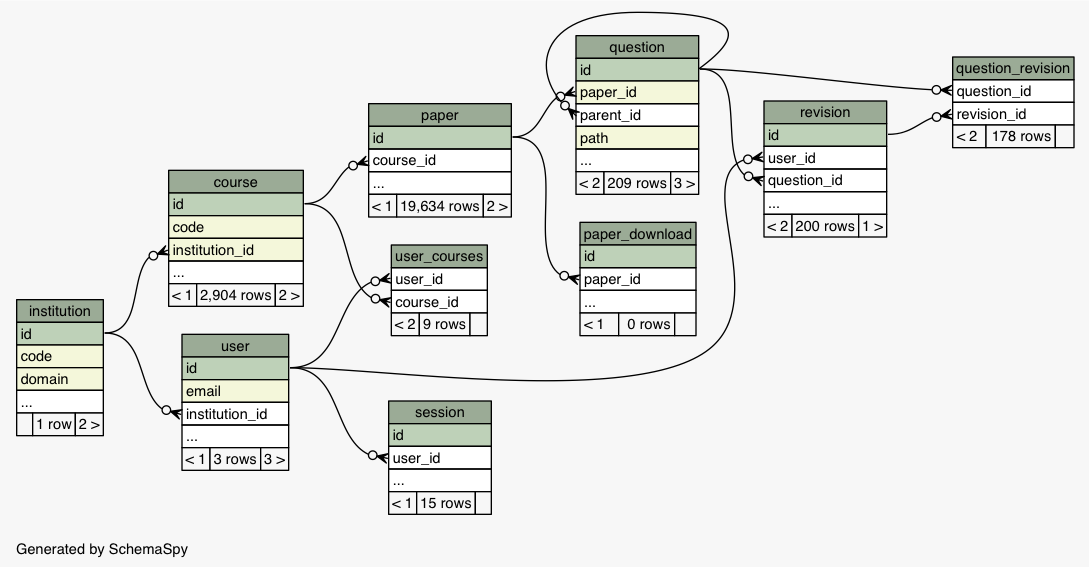 institution
id
code
domain
...
1 row 2 >
course
id
code
institution_id
...
< 1 2,904 rows 2 >
user
id
email
institution_id
...
< 1 3 rows 3 >
paper
id
course_id
...
< 1 19,634 rows 2 >
user_courses
user_id
course_id
< 2 9 rows
session
id
user_id
...
< 1 15 rows
question
id
paper_id
parent_id
path
...
< 2 209 rows 3 >
paper_download
id
paper_id
...
< 1 0 rows
revision
id
user_id
question_id
...
< 2 200 rows 1 >
question_revision
question_id
revision_id
< 2 178 rows
Generated by SchemaSpy